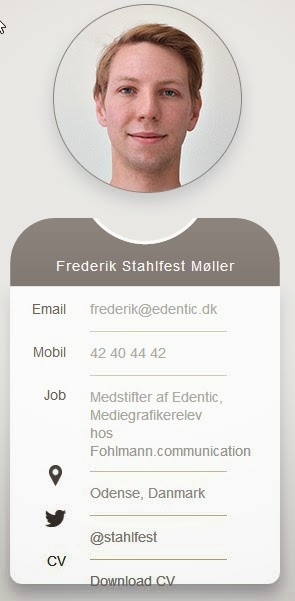 Frederik Stahlfest Møller
Email frederik@edentic.dk
Mobil 42 40 44 42
Job Medstifter af Edentic,
Mediegrafikerelev
hos
Fohlmann.communication
Odense, Danmark
@stahlfest
CV Download CV